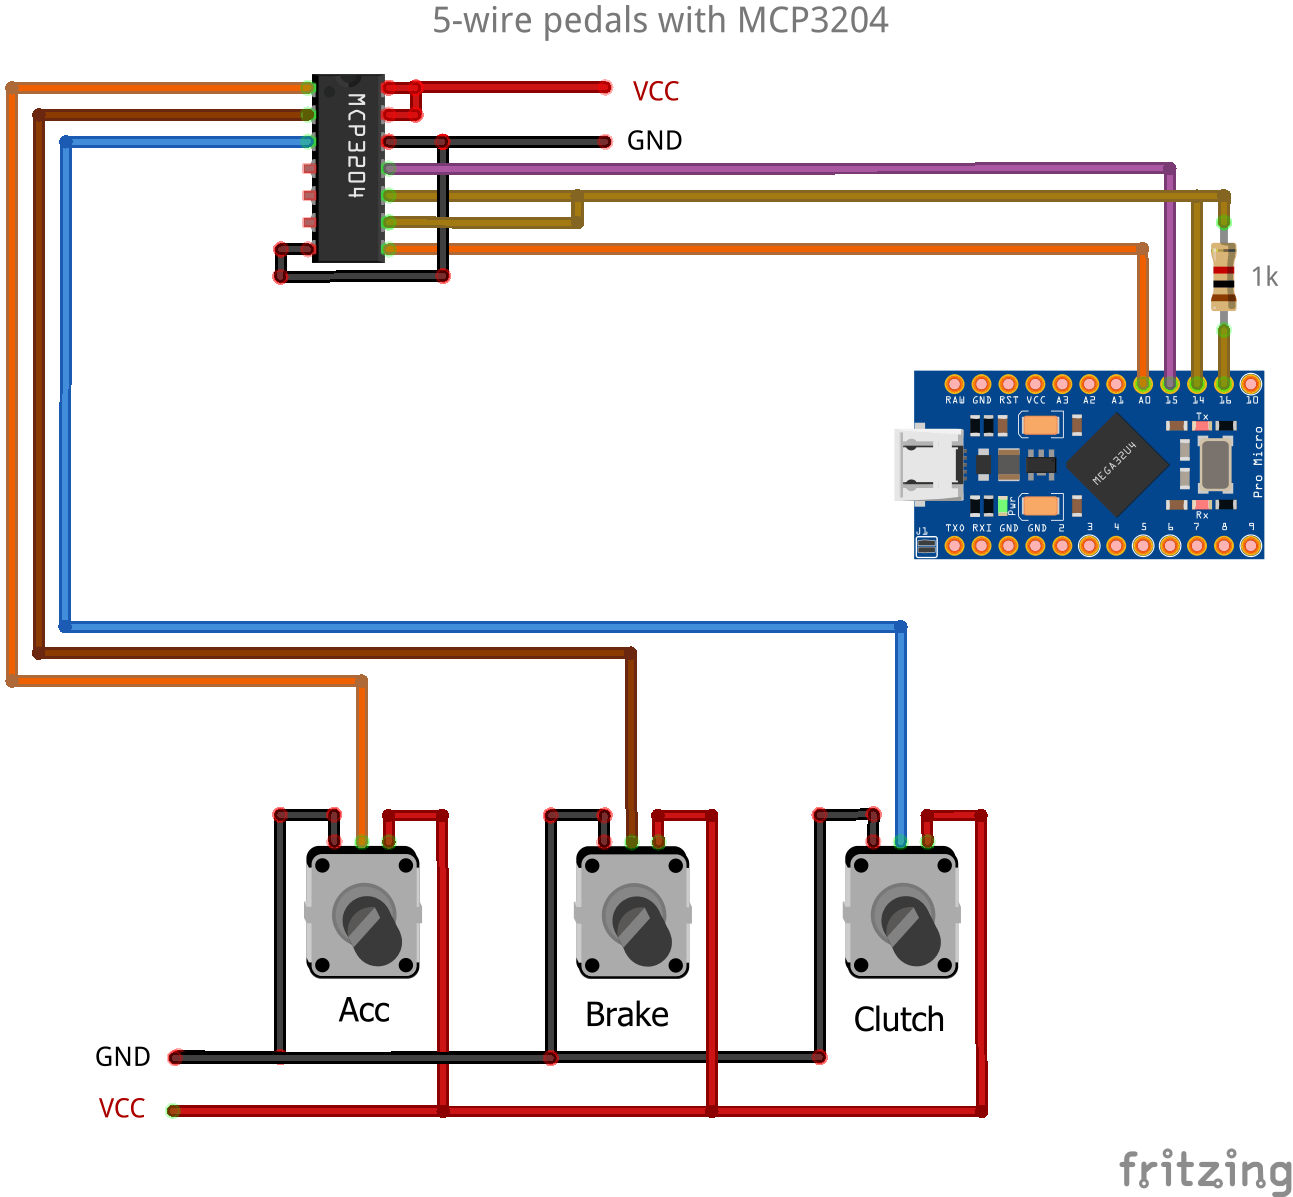 5-wire pedals with MCP3204
VCC
GND
MCP3204
1k
RAW GND RST VCC A3 A2 A1 A0 15 14 16 10
Tx
MEGA32U4
Pro Micro
Pwr
Rx
J1
TXO RXI GND GND 2 3 4 5 6 7 8 9
Acc
Brake
Clutch
GND
VCC
fritzing